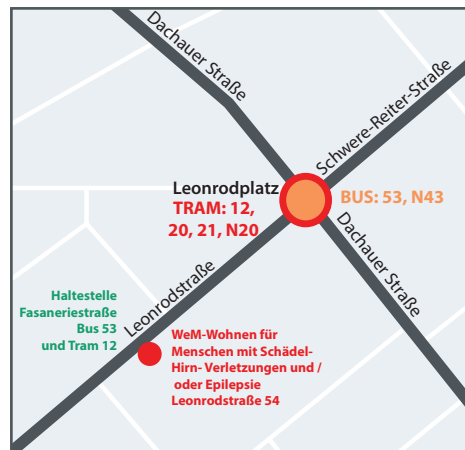 Dachauer Straße
Schwere-Reiter-Straße
Leonrodplatz
TRAM: 12,
20, 21, N20
BUS: 53, N43
Dachauer Straße
Leonrodstraße
Haltestelle
Fasaneriestraße
Bus 53
und Tram 12
WeM-Wohnen für
Menschen mit Schädel-
Hirn- Verletzungen und /
oder Epilepsie
Leonrodstraße 54